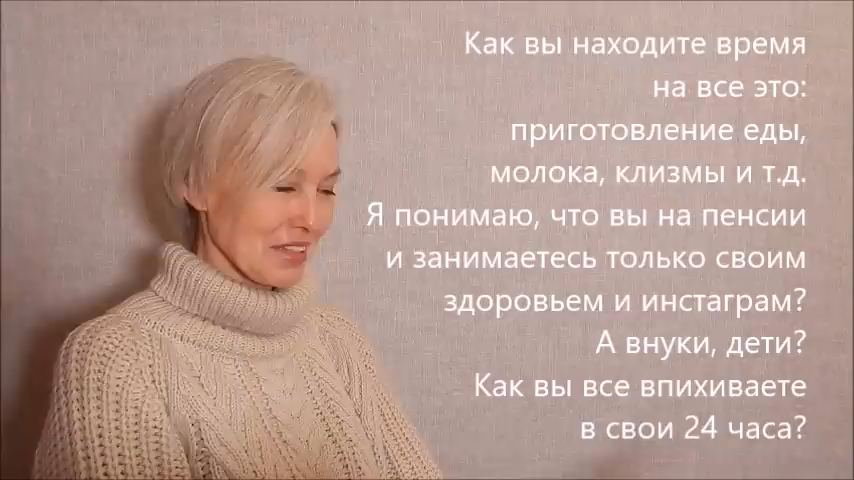 Как вы находите время
на все это:
приготовление еды,
молока, клизмы и т.д.
Я понимаю, что вы на пенсии
и занимаетесь только своим
здоровьем и инстаграм?
А внуки, дети?
Как вы все впихиваете
в свои 24 часа?